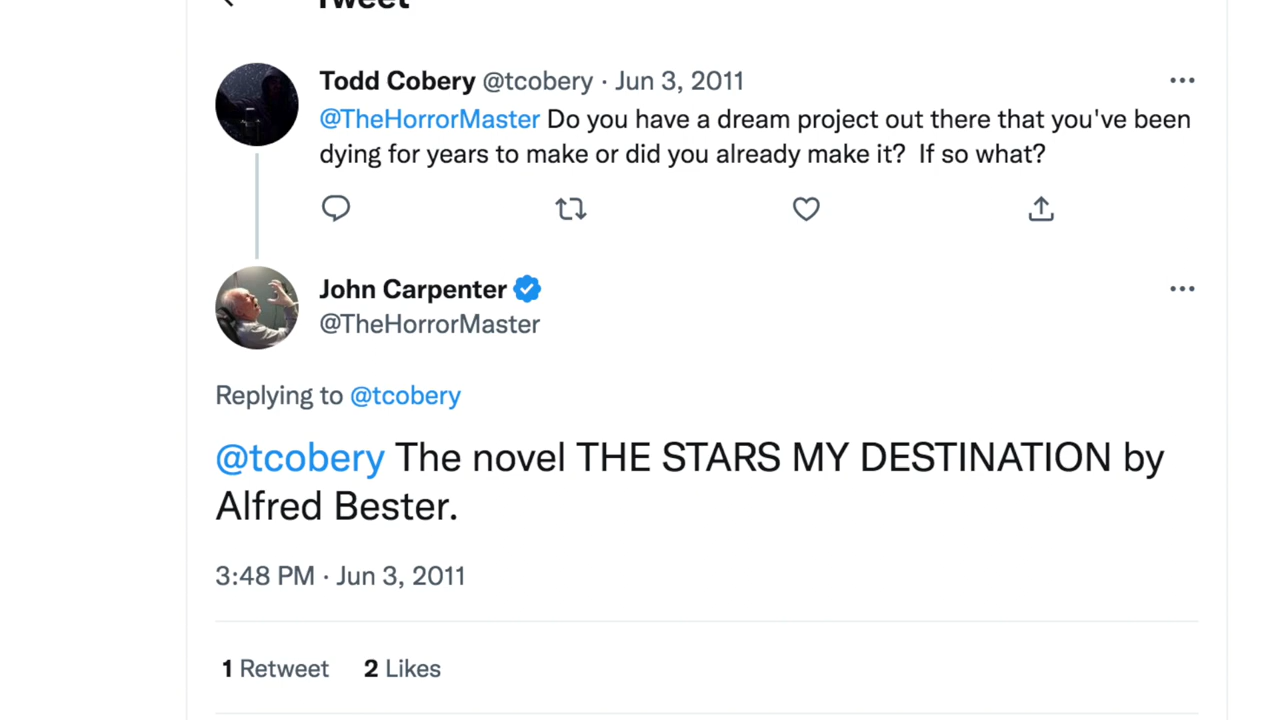 Tweet
Todd Cobery @tcobery · Jun 3, 2011
@TheHorrorMaster Do you have a dream project out there that you've been
dying for years to make or did you already make it?  If so what?
John Carpenter
@TheHorrorMaster
Replying to @tcobery
@tcobery The novel THE STARS MY DESTINATION by
Alfred Bester.
3:48 PM · Jun 3, 2011
1 Retweet 2 Likes